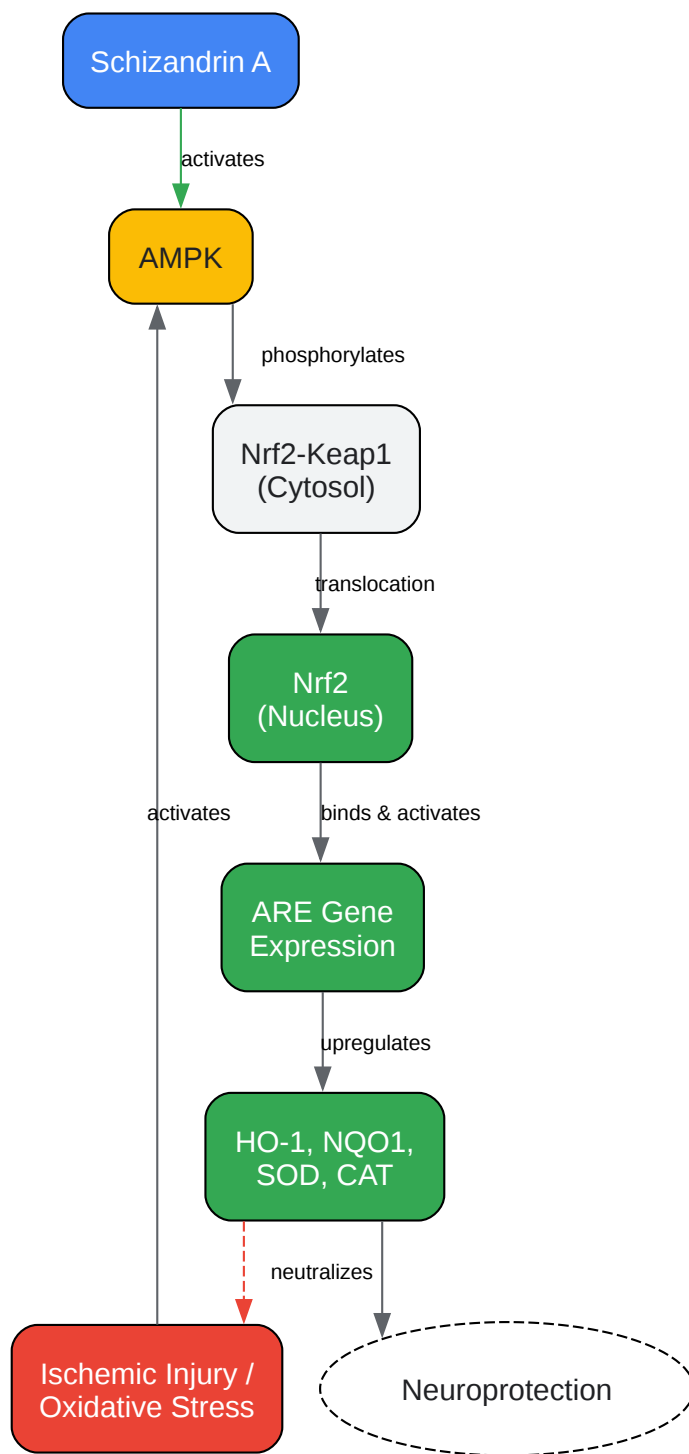 Schizandrin A
activates
AMPK
phosphorylates
Nrf2-Keap1
(Cytosol)
translocation
Nrf2
(Nucleus)
activates
binds & activates
ARE Gene
Expression
upregulates
HO-1, NQO1,
SOD, CAT
neutralizes
Ischemic Injury /
Oxidative Stress
Neuroprotection